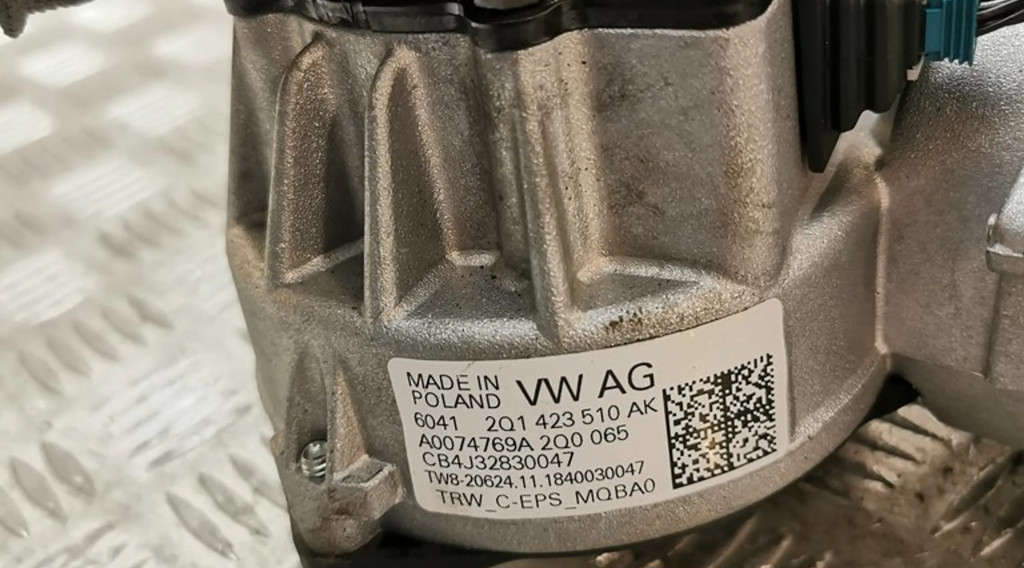 MADE IN POLAND VW AG
6041 2Q1 423 510 AK
A0074769A 2Q0 065
CB4J32830047
TW8-20624.11.1840030047
TRW_C-EPS_MQBA0